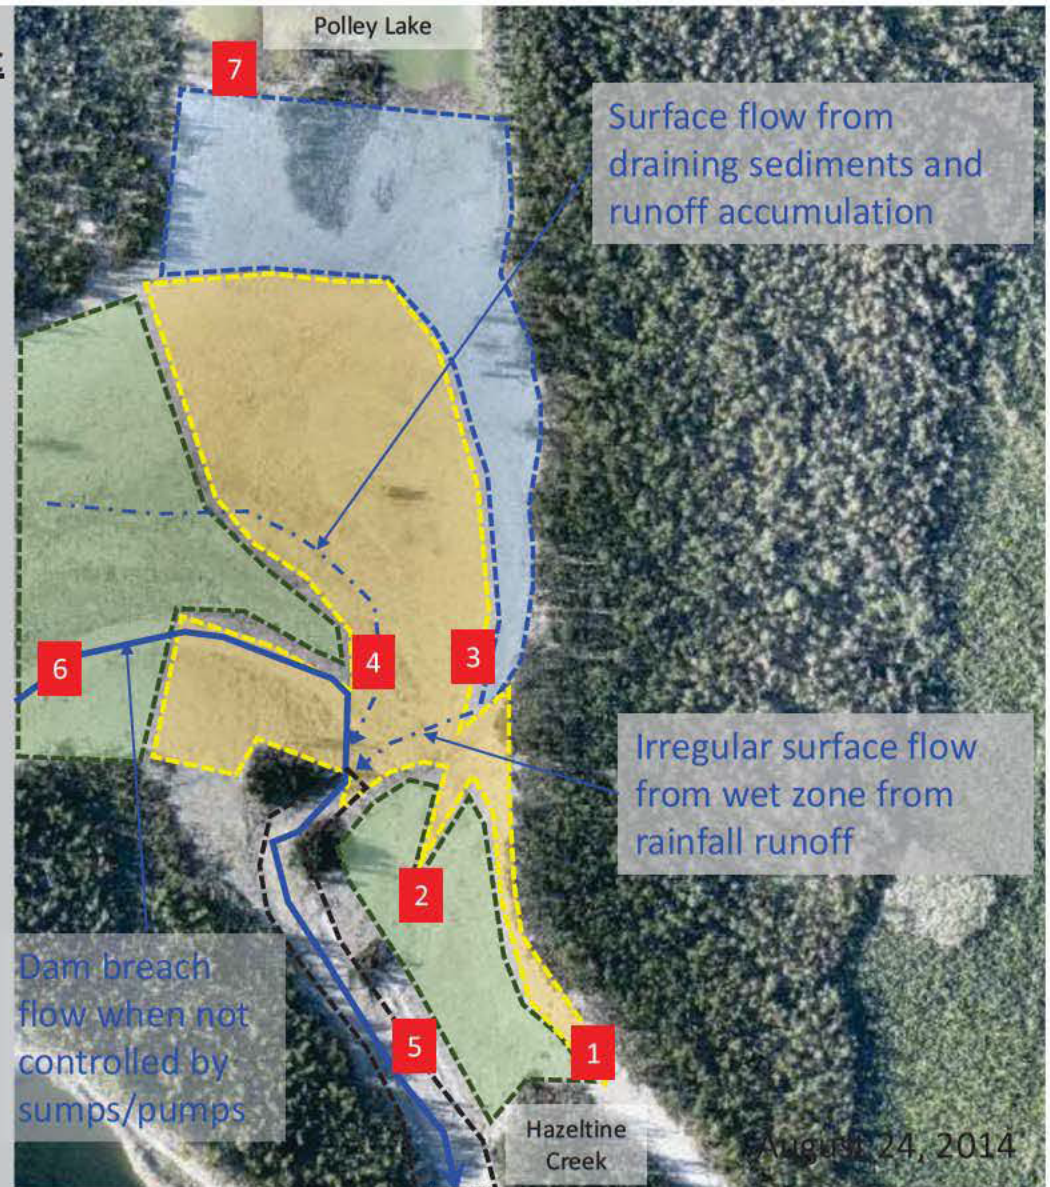 Polley Lake
7
Surface flow from
draining sediments and
runoff accumulation
6
4
3
Irregular surface flow
from wet zone from
rainfall runoff
2
Dam breach
flow when not
controlled by
sumps/pumps
5
1
Hazeltine
Creek
August 24, 2014